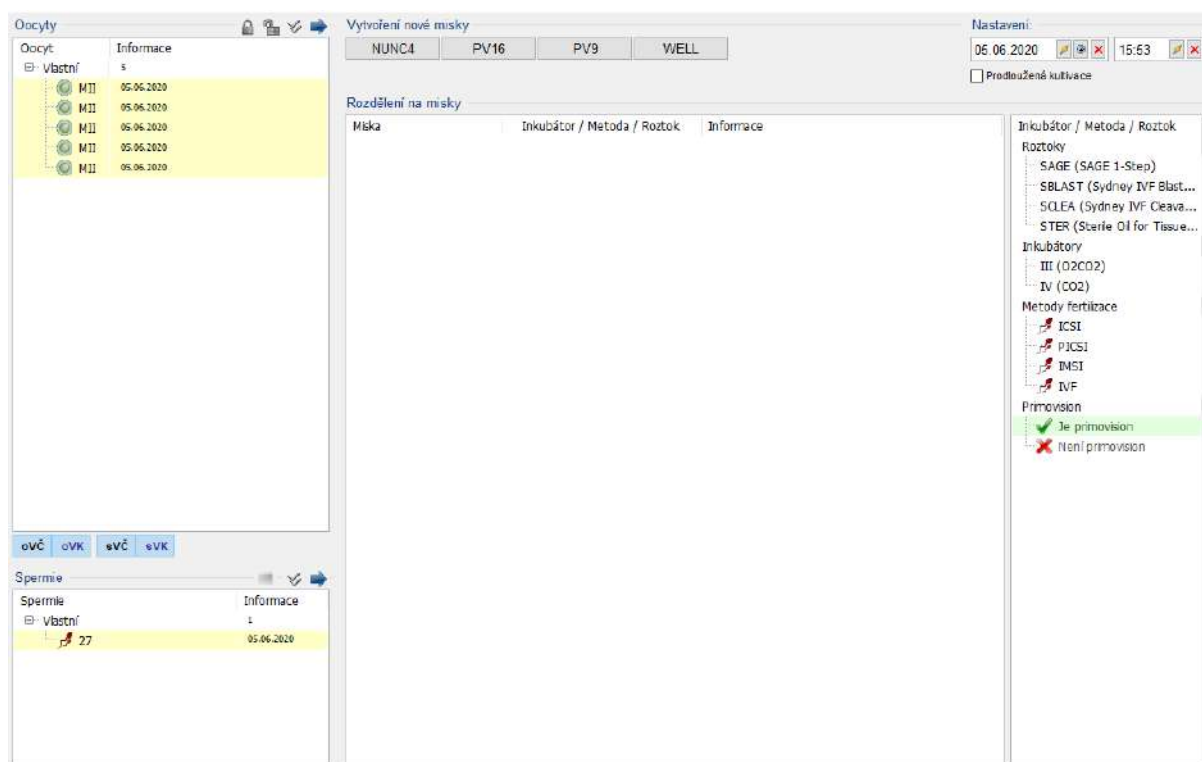 Oocyty
Oocyt Informace
Vlastní 5
MII 05.06.2020
MII 05.06.2020
MII 05.06.2020
MII 05.06.2020
MII 05.06.2020
oVČ oVK sVČ sVK
Spermie
Spermie Informace
Vlastní 1
27 05.06.2020
Vytvoření nové misky
NUNC4 PV16 PV9 WELL
Rozdělení na misky
Miska Inkubátor / Metoda / Roztok Informace
Nastavení:
05.06.2020 15:53
Prodloužená kultivace
Inkubátor / Metoda / Roztok
Roztoky
SAGE (SAGE 1-Step)
SBLAST (Sydney IVF Blast...
SCLEA (Sydney IVF Cleava...
STER (Sterile Oil for Tissue...
Inkubátory
III (O2CO2)
IV (CO2)
Metody fertilizace
ICSI
PICSI
IMSI
IVF
Primovision
Je primovision
Není primovision